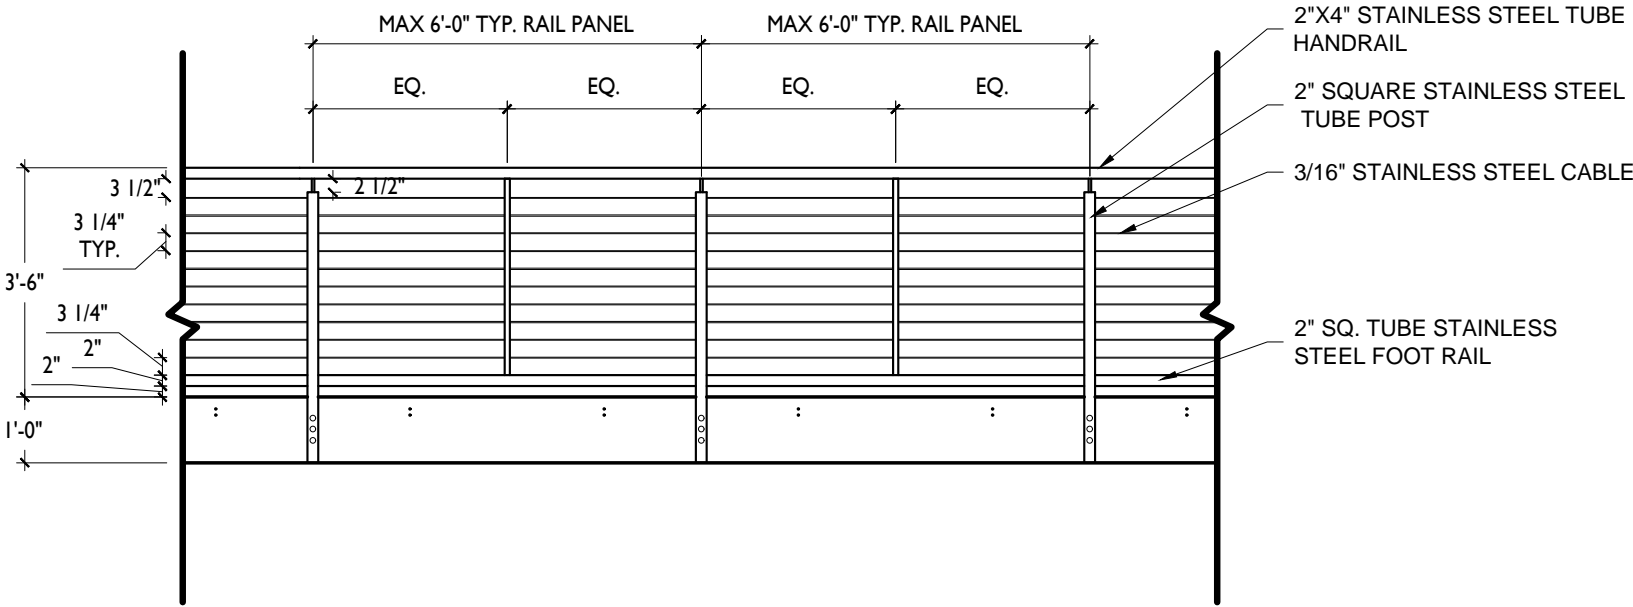 MAX 6'-0" TYP. RAIL PANEL
MAX 6'-0" TYP. RAIL PANEL
EQ.
EQ.
EQ.
EQ.
2"X4" STAINLESS STEEL TUBE
HANDRAIL
2" SQUARE STAINLESS STEEL
TUBE POST
3/16" STAINLESS STEEL CABLE
2" SQ. TUBE STAINLESS
STEEL FOOT RAIL
3 1/2"
2 1/2"
3 1/4"
TYP.
3'-6"
3 1/4"
2"
2"
1'-0"